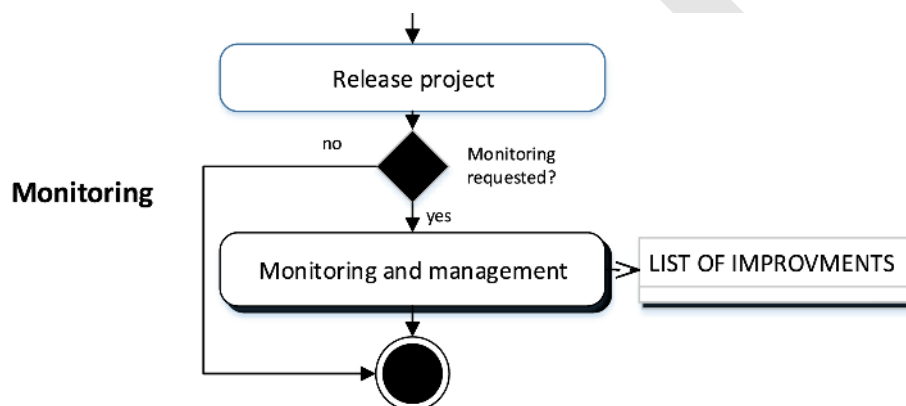 Release project
no
Monitoring
requested?
Monitoring
yes
Monitoring and management
LIST OF IMPROVMENTS